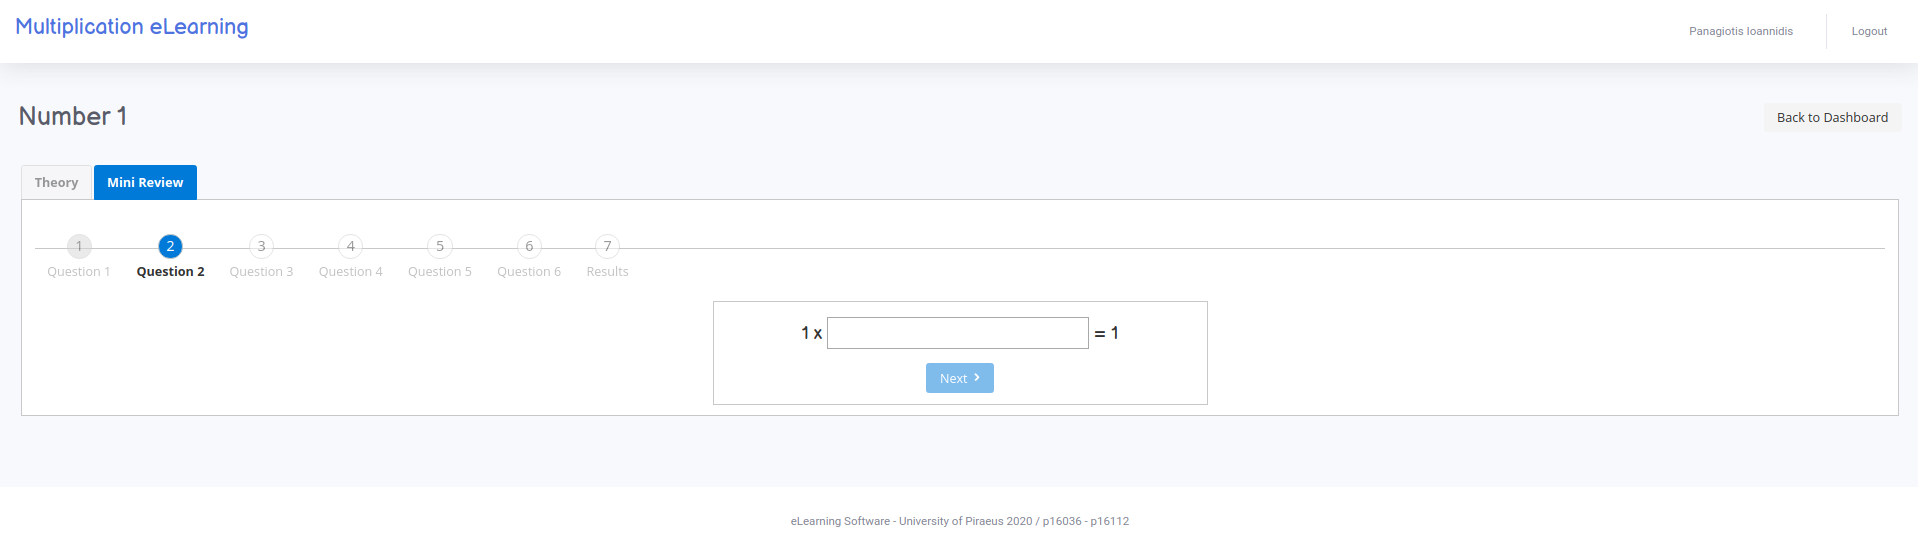 Multiplication eLearning
Panagiotis Ioannidis
Logout
Number 1
Back to Dashboard
Theory
Mini Review
1 2 3 4 5 6 7
Question 1 Question 2 Question 3 Question 4 Question 5 Question 6 Results
1 x = 1
Next
eLearning Software - University of Piraeus 2020 / p16036 - p16112